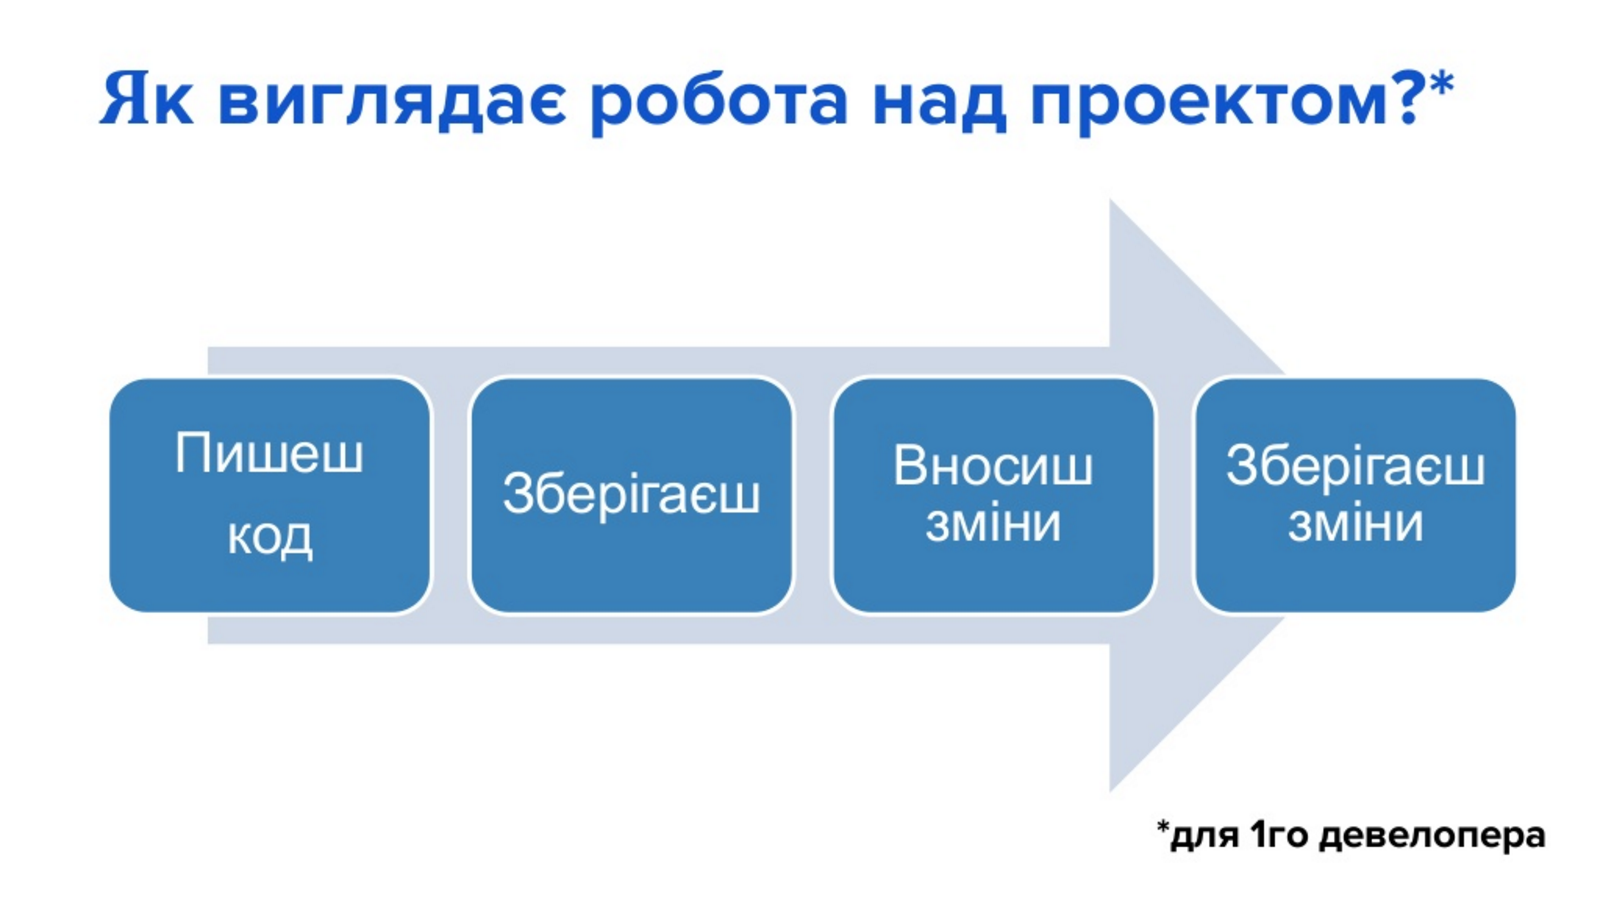 Як виглядає робота над проектом?*
Пишеш
код
Зберігаєш
Вносиш
зміни
Зберігаєш
зміни
*для 1го девелопера